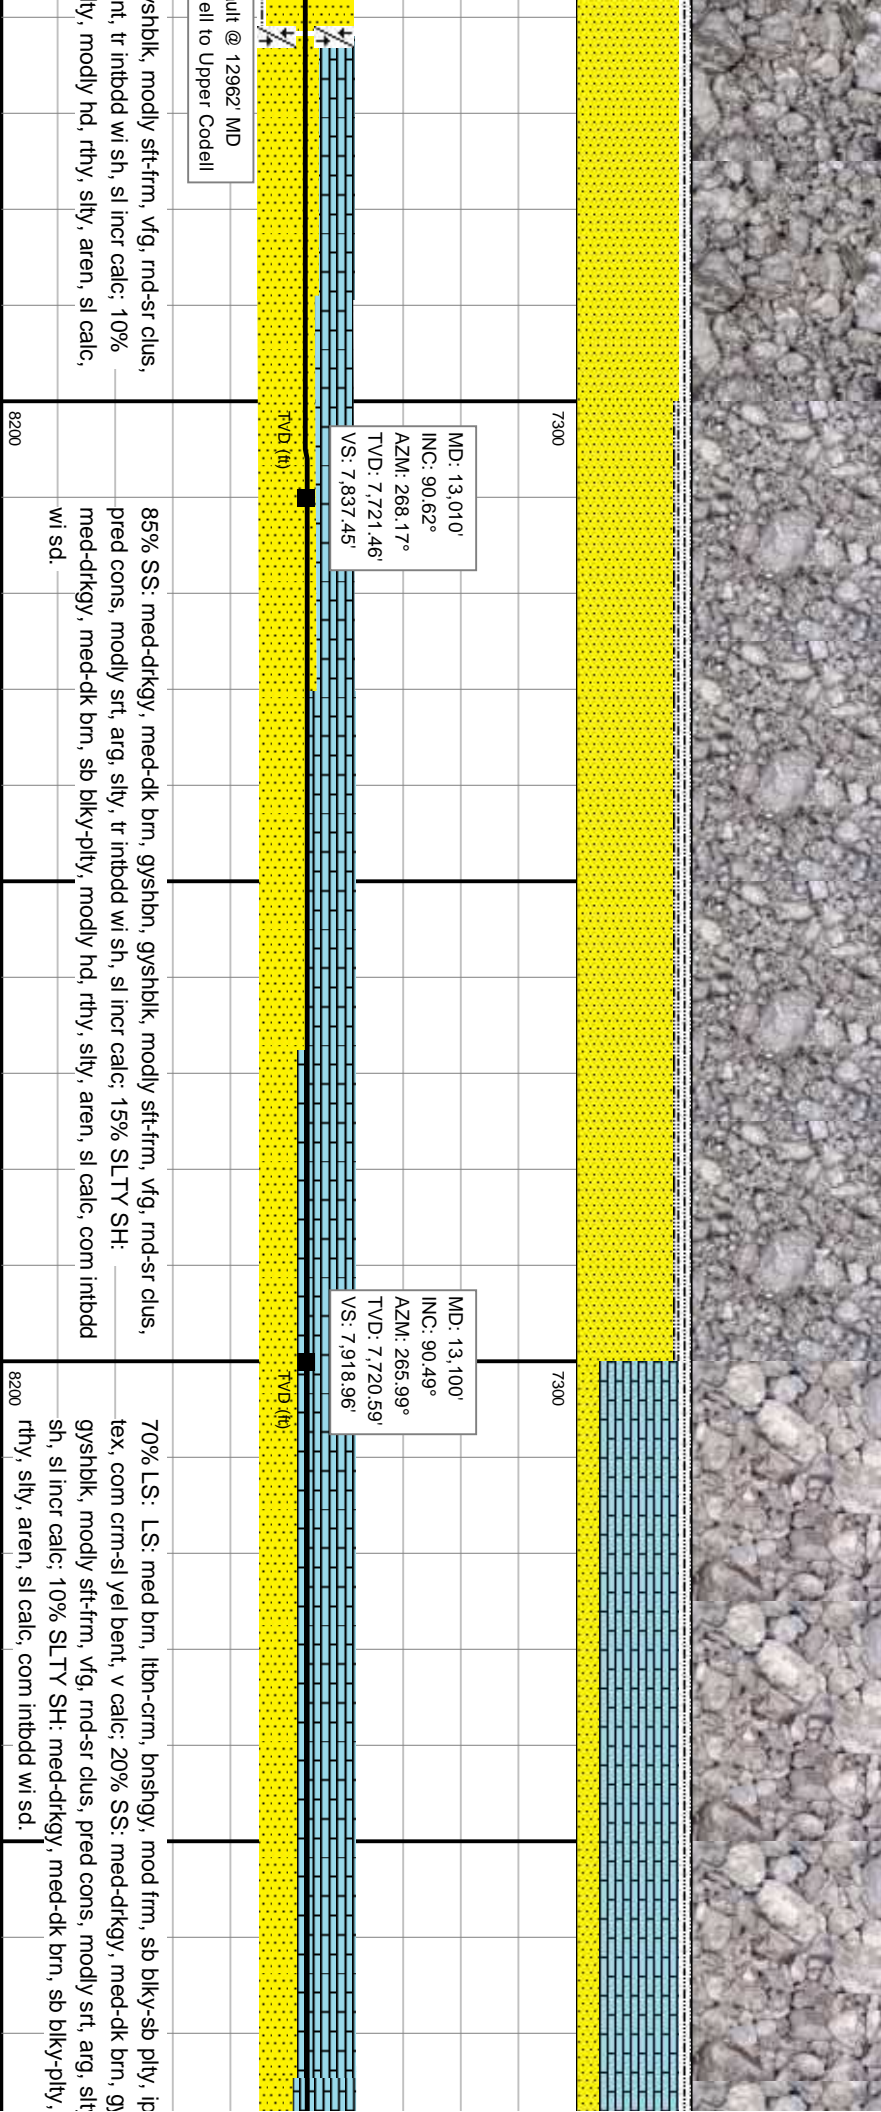 ult @ 12962' MD
ell to Upper Codell
yshblk, modly sft-frm, vfg, rnd-sr clus,
nt, tr intbdd wi sh, sl incr calc; 10%
lty, modly hd, rthy, slty, aren, sl calc,
7300
TVD (ft)
8200
MD: 13,010'
INC: 90.62°
AZM: 268.17°
TVD: 7,721.46'
VS: 7,837.45'
85% SS: med-drkgy, med-dk brn, gyshbn, gyshblk, modly sft-frm, vfg, rnd-sr clus,
pred cons, modly srt, arg, slty, tr intbdd wi sh, sl incr calc; 15% SLTY SH:
med-drkgy, med-dk brn, sb blky-plty, modly hd, rthy, slty, aren, sl calc, com intbdd
wi sd.
7300
TVD (ft)
8200
MD: 13,100'
INC: 90.49°
AZM: 265.99°
TVD: 7,720.59'
VS: 7,918.96'
70% LS: LS: med brn, ltbn-crm, bnshgy, mod frm, sb blky-sb plty, ip
tex, com crm-sl yel bent, v calc; 20% SS: med-drkgy, med-dk brn, gy
gyshblk, modly sft-frm, vfg, rnd-sr clus, pred cons, modly srt, arg, slty
sh, sl incr calc; 10% SLTY SH: med-drkgy, med-dk brn, sb blky-plty,
rthy, slty, aren, sl calc, com intbdd wi sd.